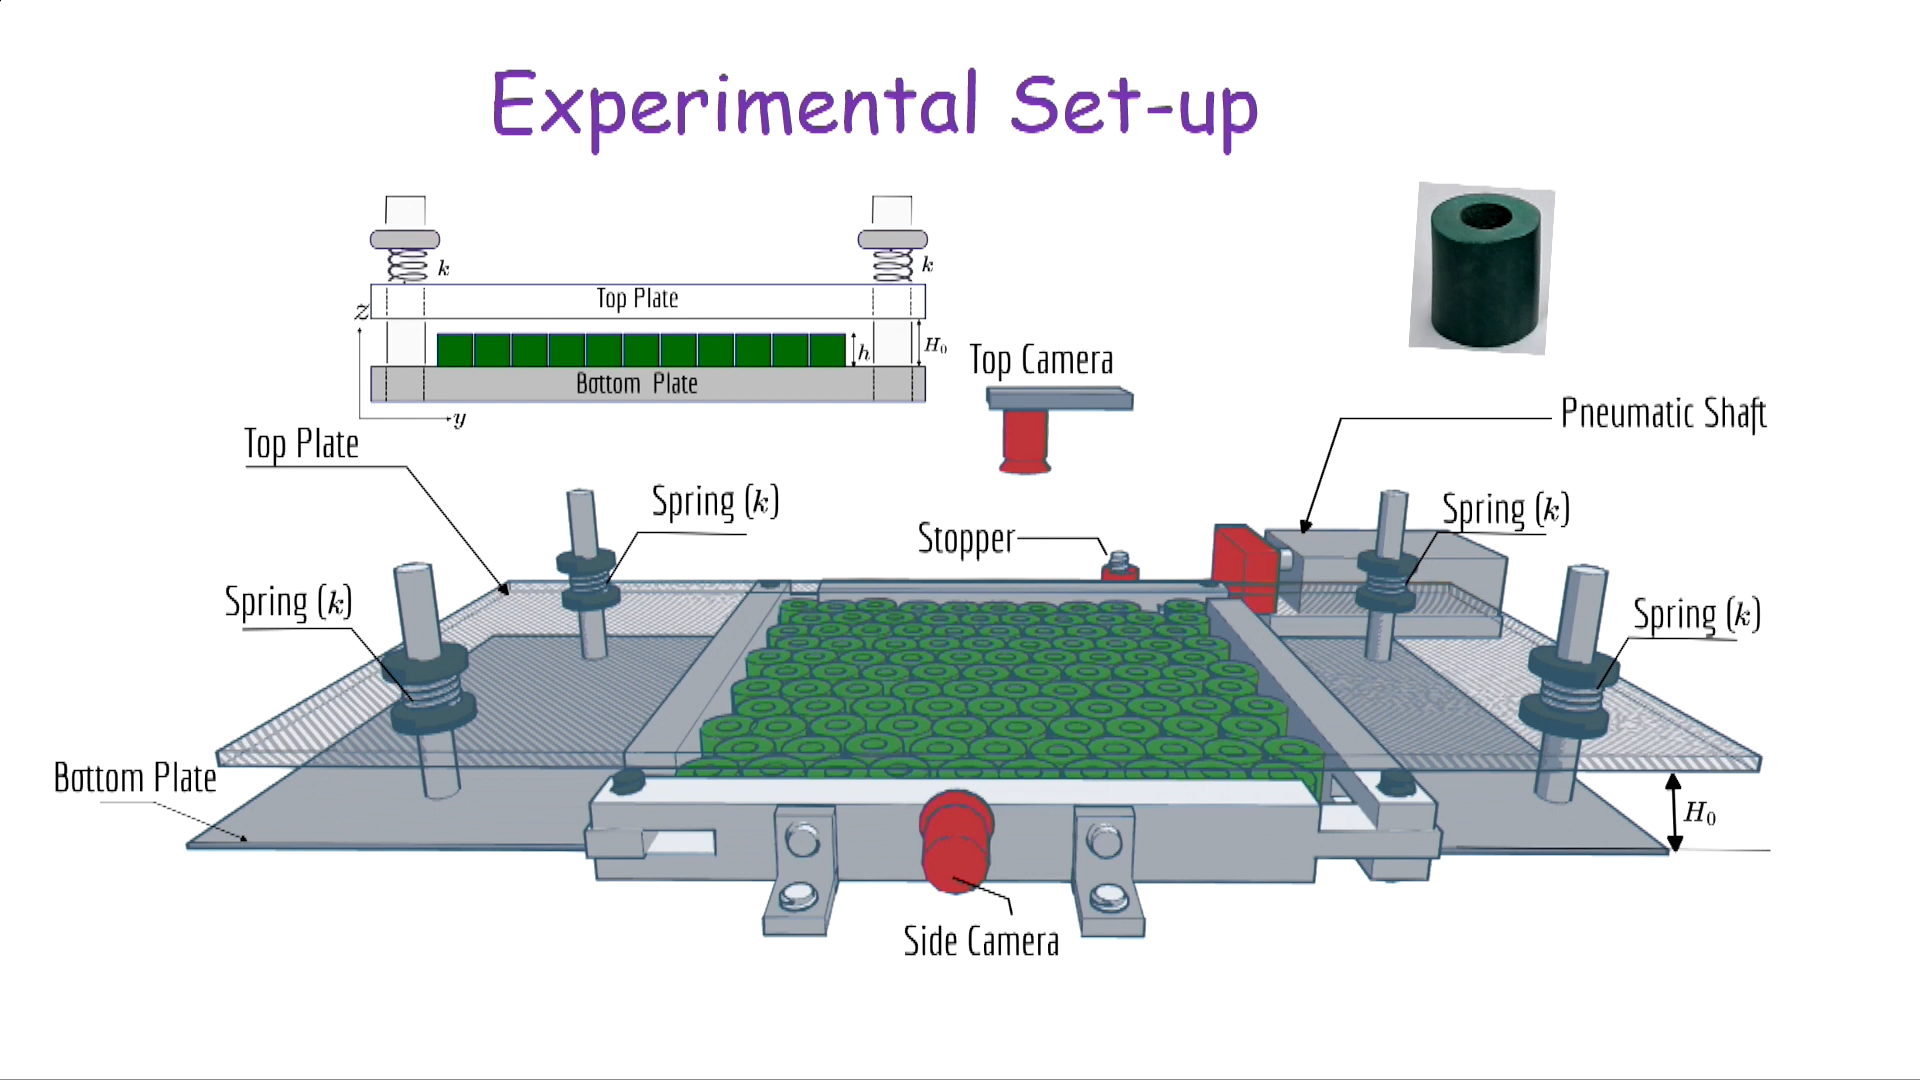 Experimental Set-up
k
k
Top Plate
z
h
H₀
Bottom Plate
y
Top Camera
Pneumatic Shaft
Top Plate
Spring (k)
Spring (k)
Stopper
Spring (k)
Spring (k)
Bottom Plate
H₀
Side Camera